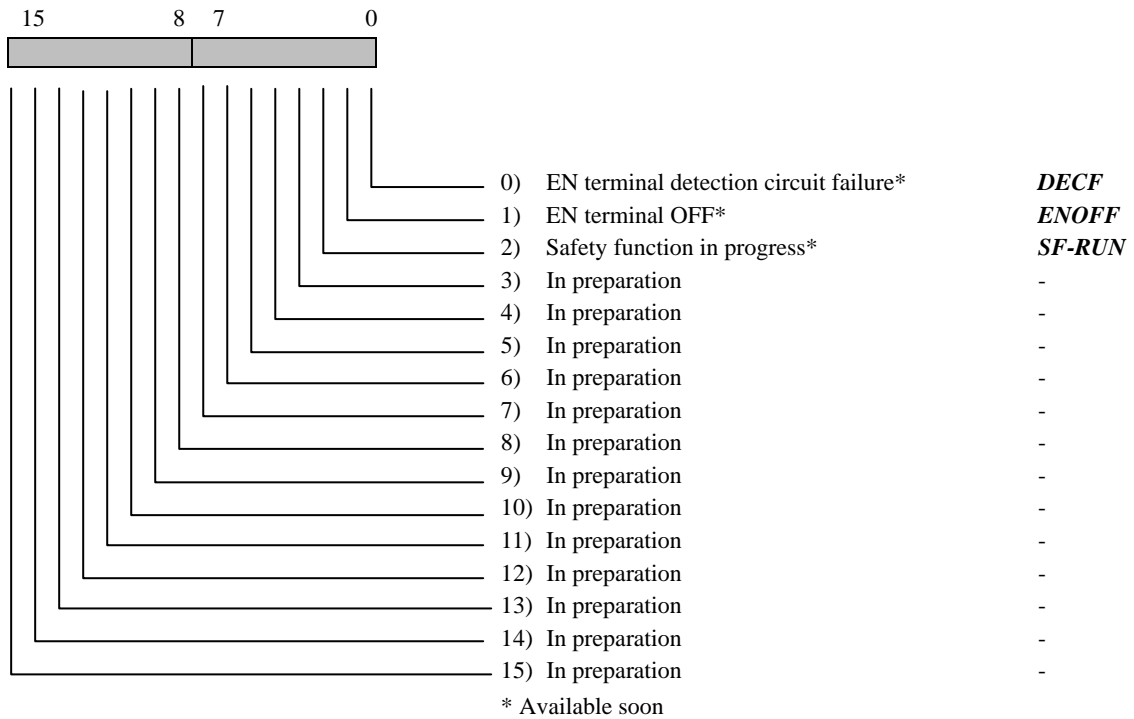 15 8 7 0
0) EN terminal detection circuit failure* DECF
1) EN terminal OFF* ENOFF
2) Safety function in progress* SF-RUN
3) In preparation -
4) In preparation -
5) In preparation -
6) In preparation -
7) In preparation -
8) In preparation -
9) In preparation -
10) In preparation -
11) In preparation -
12) In preparation -
13) In preparation -
14) In preparation -
15) In preparation -
* Available soon